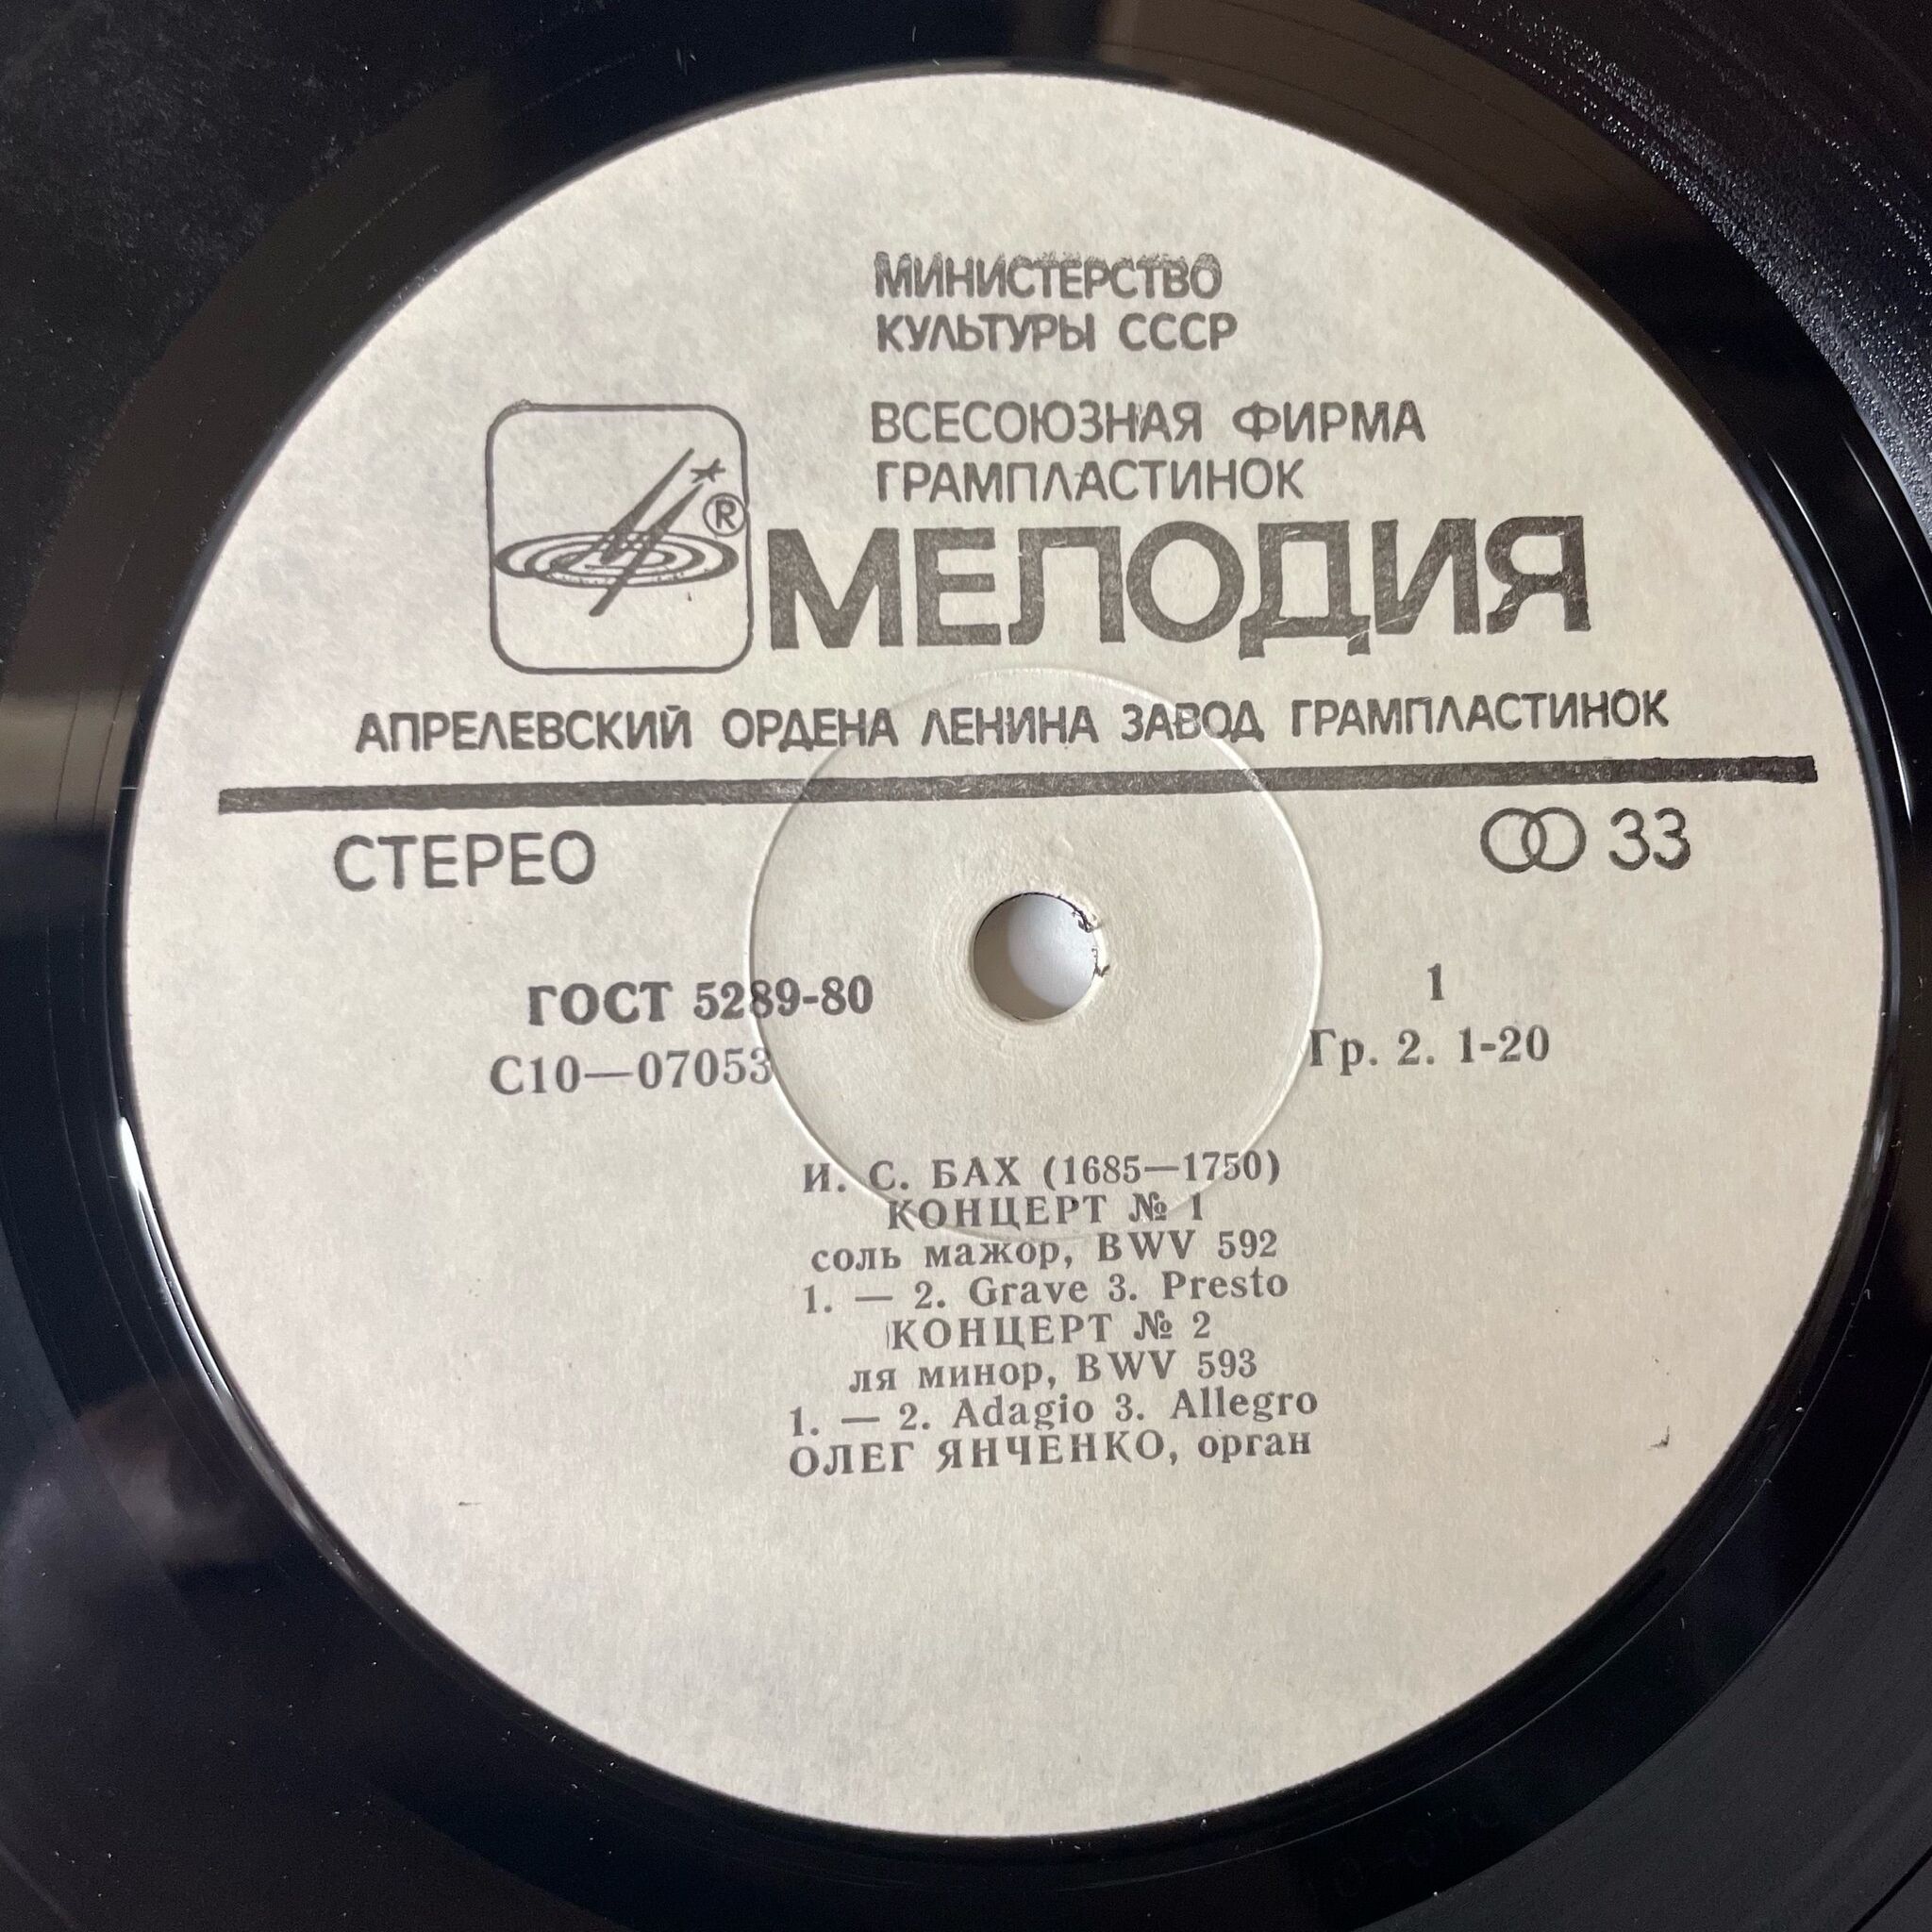 МИНИСТЕРСТВО
КУЛЬТУРЫ СССР
ВСЕСОЮЗНАЯ ФИРМА
ГРАМПЛАСТИНОК
®
МЕЛОДИЯ
АПРЕЛЕВСКИЙ ОРДЕНА ЛЕНИНА ЗАВОД ГРАМПЛАСТИНОК
СТЕРЕО
33
ГОСТ 5289-80
1
С10—07053
Гр. 2. 1-20
И. С. БАХ (1685—1750)
КОНЦЕРТ № 1
соль мажор, BWV 592
1. — 2. Grave 3. Presto
КОНЦЕРТ № 2
ля минор, BWV 593
1. — 2. Adagio 3. Allegro
ОЛЕГ ЯНЧЕНКО, орган